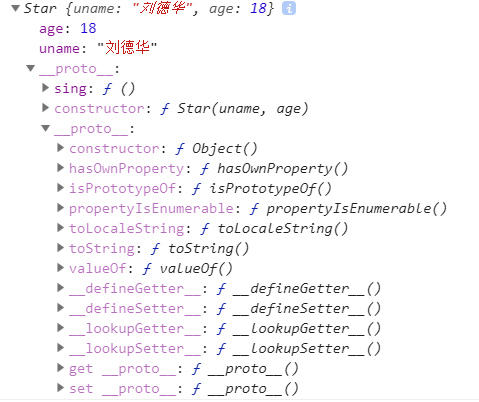 Star {uname: "刘德华", age: 18} i
age: 18
uname: "刘德华"
__proto__:
sing: ƒ ()
constructor: ƒ Star(uname, age)
__proto__:
constructor: ƒ Object()
hasOwnProperty: ƒ hasOwnProperty()
isPrototypeOf: ƒ isPrototypeOf()
propertyIsEnumerable: ƒ propertyIsEnumerable()
toLocaleString: ƒ toLocaleString()
toString: ƒ toString()
valueOf: ƒ valueOf()
__defineGetter__: ƒ __defineGetter__()
__defineSetter__: ƒ __defineSetter__()
__lookupGetter__: ƒ __lookupGetter__()
__lookupSetter__: ƒ __lookupSetter__()
get __proto__: ƒ __proto__()
set __proto__: ƒ __proto__()